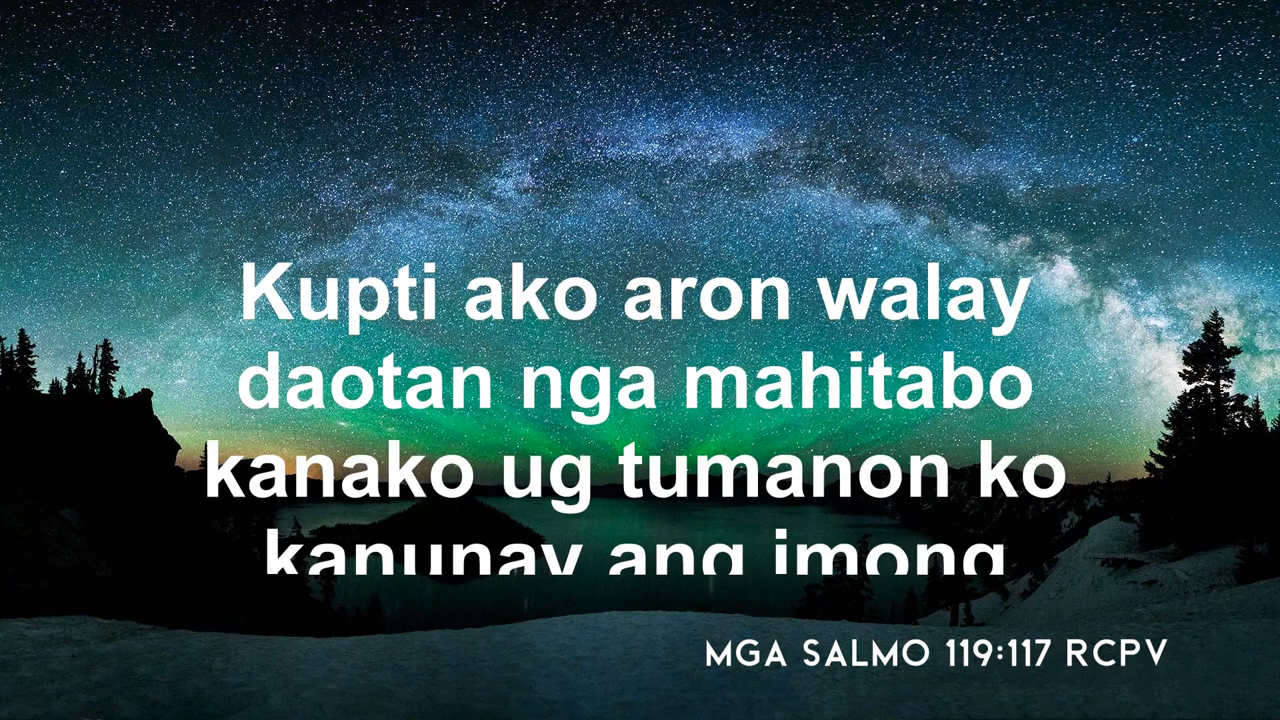 Kupti ako aron walay
daotan nga mahitabo
kanako ug tumanon ko
kanunay ang imong
MGA SALMO 119:117 RCPV